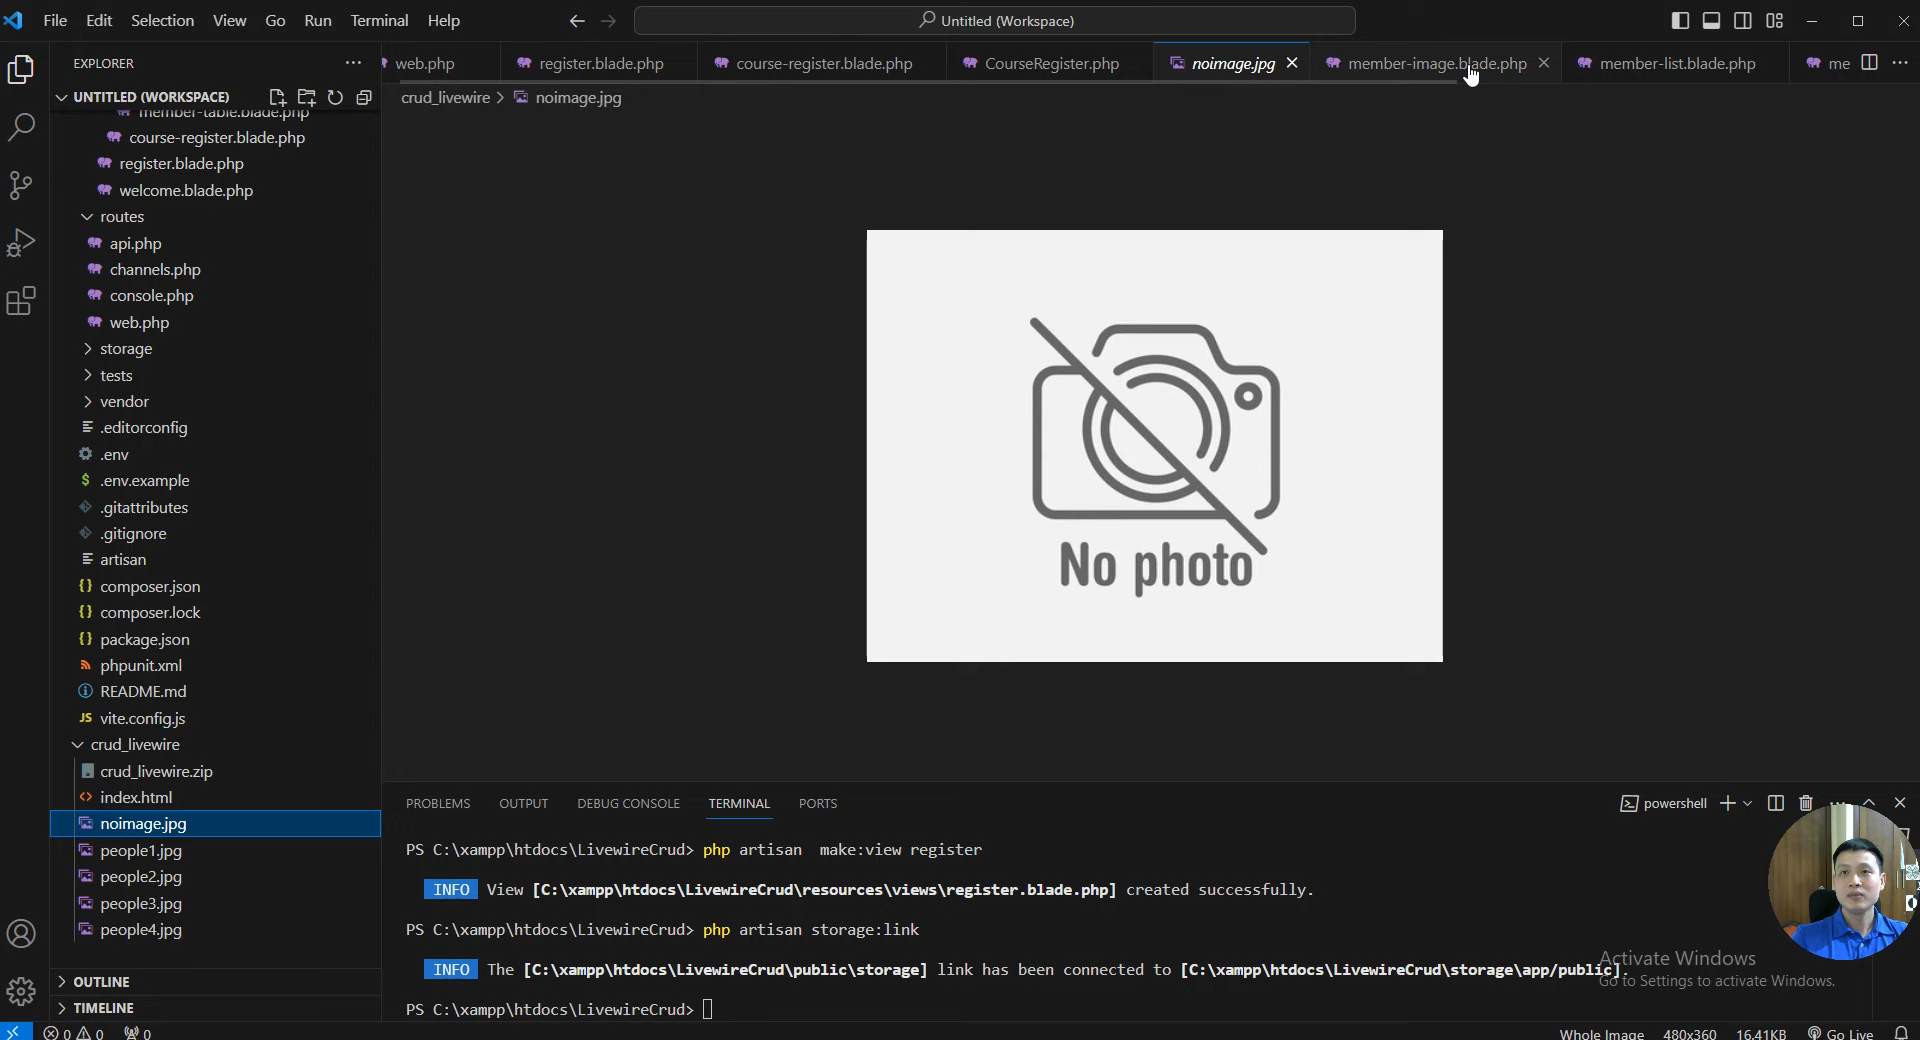 File Edit Selection View Go Run Terminal Help
Untitled (Workspace)
EXPLORER
web.php register.blade.php course-register.blade.php CourseRegister.php noimage.jpg member-image.blade.php member-list.blade.php me
UNTITLED (WORKSPACE)
crud_livewire > noimage.jpg
member-table.blade.php
course-register.blade.php
register.blade.php
welcome.blade.php
routes
api.php
channels.php
console.php
web.php
storage
tests
vendor
.editorconfig
.env
.env.example
.gitattributes
.gitignore
artisan
composer.json
composer.lock
package.json
phpunit.xml
README.md
vite.config.js
crud_livewire
crud_livewire.zip
index.html
noimage.jpg
people1.jpg
people2.jpg
people3.jpg
people4.jpg
OUTLINE
TIMELINE
No photo
PROBLEMS OUTPUT DEBUG CONSOLE TERMINAL PORTS
powershell
PS C:\xampp\htdocs\LivewireCrud> php artisan  make:view register
INFO View [C:\xampp\htdocs\LivewireCrud\resources\views\register.blade.php] created successfully.
PS C:\xampp\htdocs\LivewireCrud> php artisan storage:link
INFO The [C:\xampp\htdocs\LivewireCrud\public\storage] link has been connected to [C:\xampp\htdocs\LivewireCrud\storage\app/public].
PS C:\xampp\htdocs\LivewireCrud>
Activate Windows
Go to Settings to activate Windows.
0 0 0
Whole Image 480x360 16.41KB Go Live